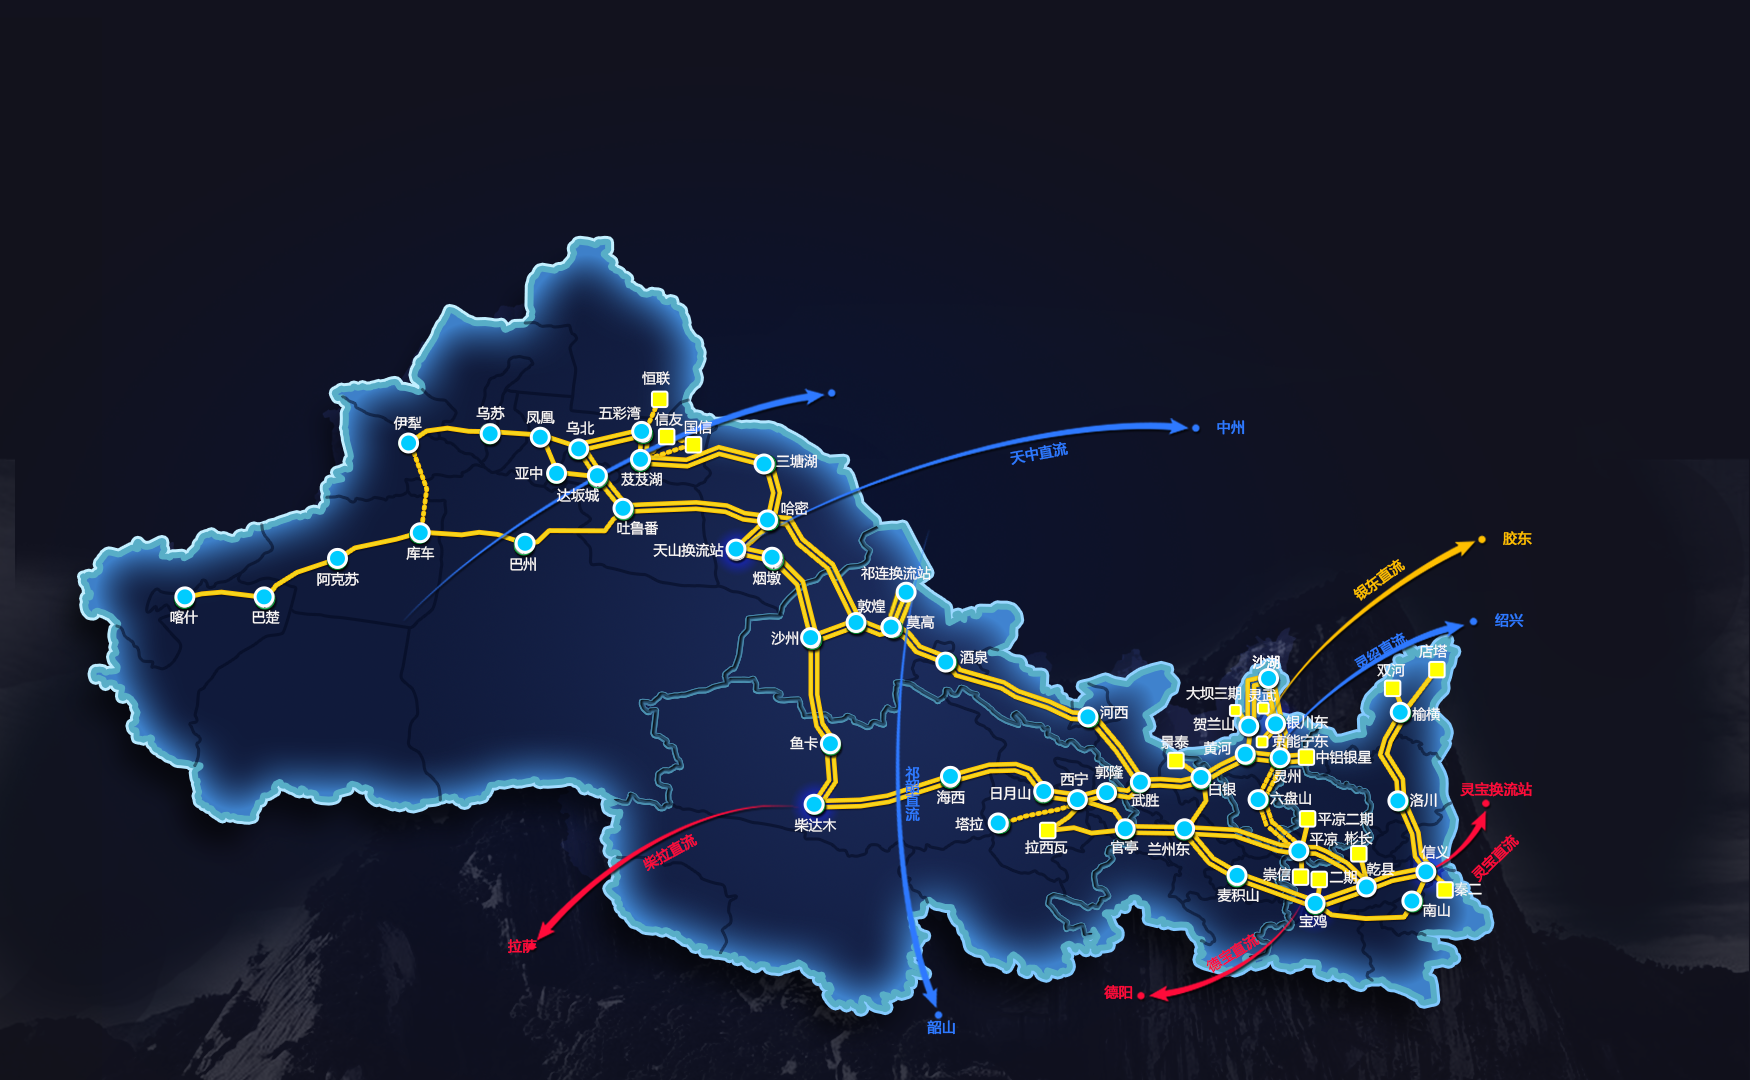 恒联
伊犁
乌苏
凤凰
乌北
五彩湾
信友
国信
中州
天中直流
三塘湖
亚中
达坂城
芨芨湖
哈密
吐鲁番
库车
巴州
天山换流站
烟墩
阿克苏
喀什
巴楚
祁连换流站
敦煌
莫高
沙州
酒泉
胶东
银东直流
绍兴
灵绍直流
店塔
双河
沙湖
大坝三期
灵武
河西
榆横
贺兰山
银川东
鱼卡
景泰
黄河
京能宁东
中铝银星
灵州
祁韶直流
海西
日月山
西宁
郭隆
武胜
白银
六盘山
洛川
灵宝换流站
柴达木
塔拉
拉西瓦
官亭
兰州东
平凉二期
平凉
彬长
柴拉直流
信义
灵宝直流
崇信
二期
乾县
秦二
麦积山
宝鸡
南山
拉萨
德宝直流
德阳
韶山